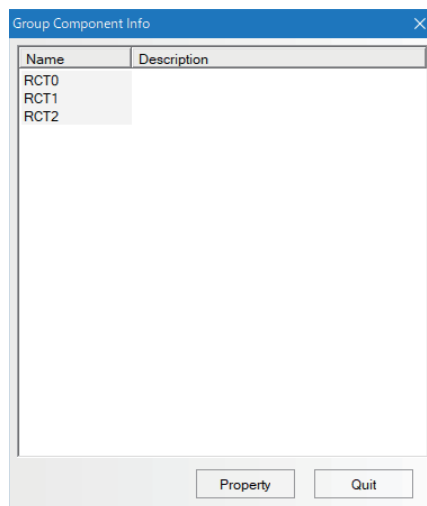 Group Component Info
Name Description
RCT0
RCT1
RCT2
Property Quit